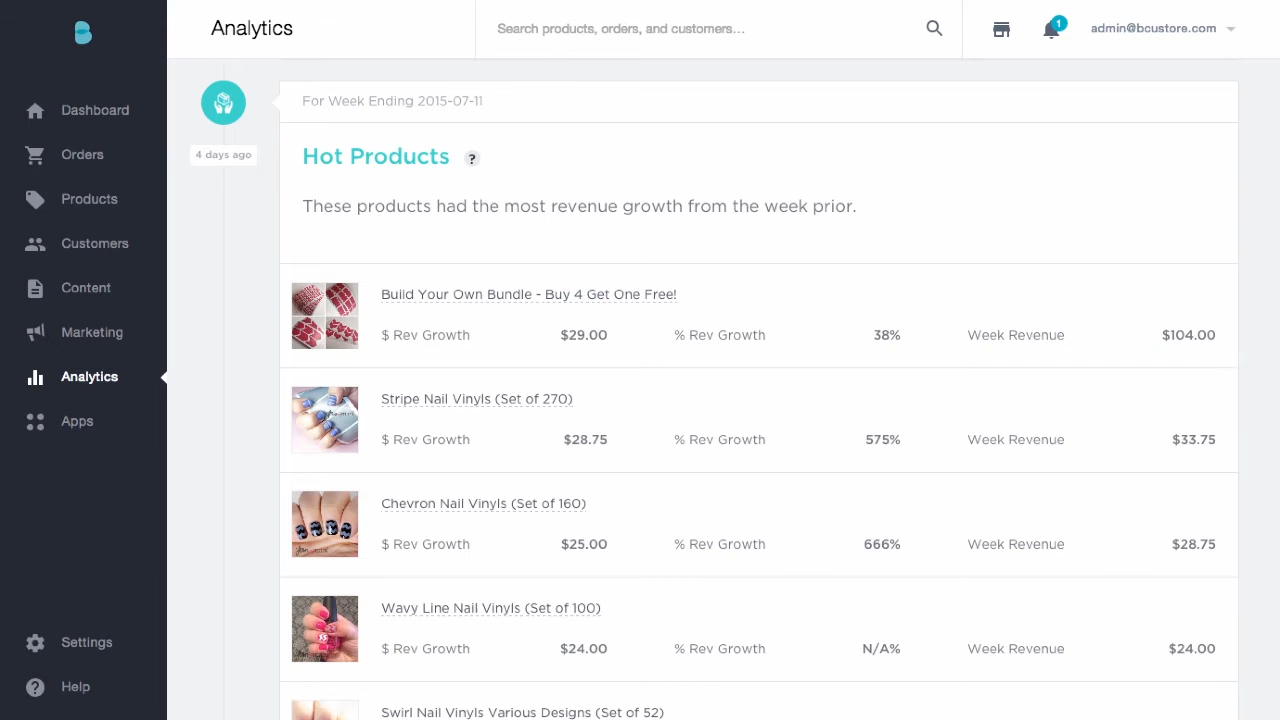 Analytics
Search products, orders, and customers...
1
admin@bcustore.com
Dashboard
Orders
Products
Customers
Content
Marketing
Analytics
Apps
Settings
Help
4 days ago
For Week Ending 2015-07-11
Hot Products ?
These products had the most revenue growth from the week prior.
Build Your Own Bundle - Buy 4 Get One Free!
$ Rev Growth $29.00 % Rev Growth 38% Week Revenue $104.00
Stripe Nail Vinyls (Set of 270)
$ Rev Growth $28.75 % Rev Growth 575% Week Revenue $33.75
Chevron Nail Vinyls (Set of 160)
$ Rev Growth $25.00 % Rev Growth 666% Week Revenue $28.75
Wavy Line Nail Vinyls (Set of 100)
$ Rev Growth $24.00 % Rev Growth N/A% Week Revenue $24.00
Swirl Nail Vinyls Various Designs (Set of 52)